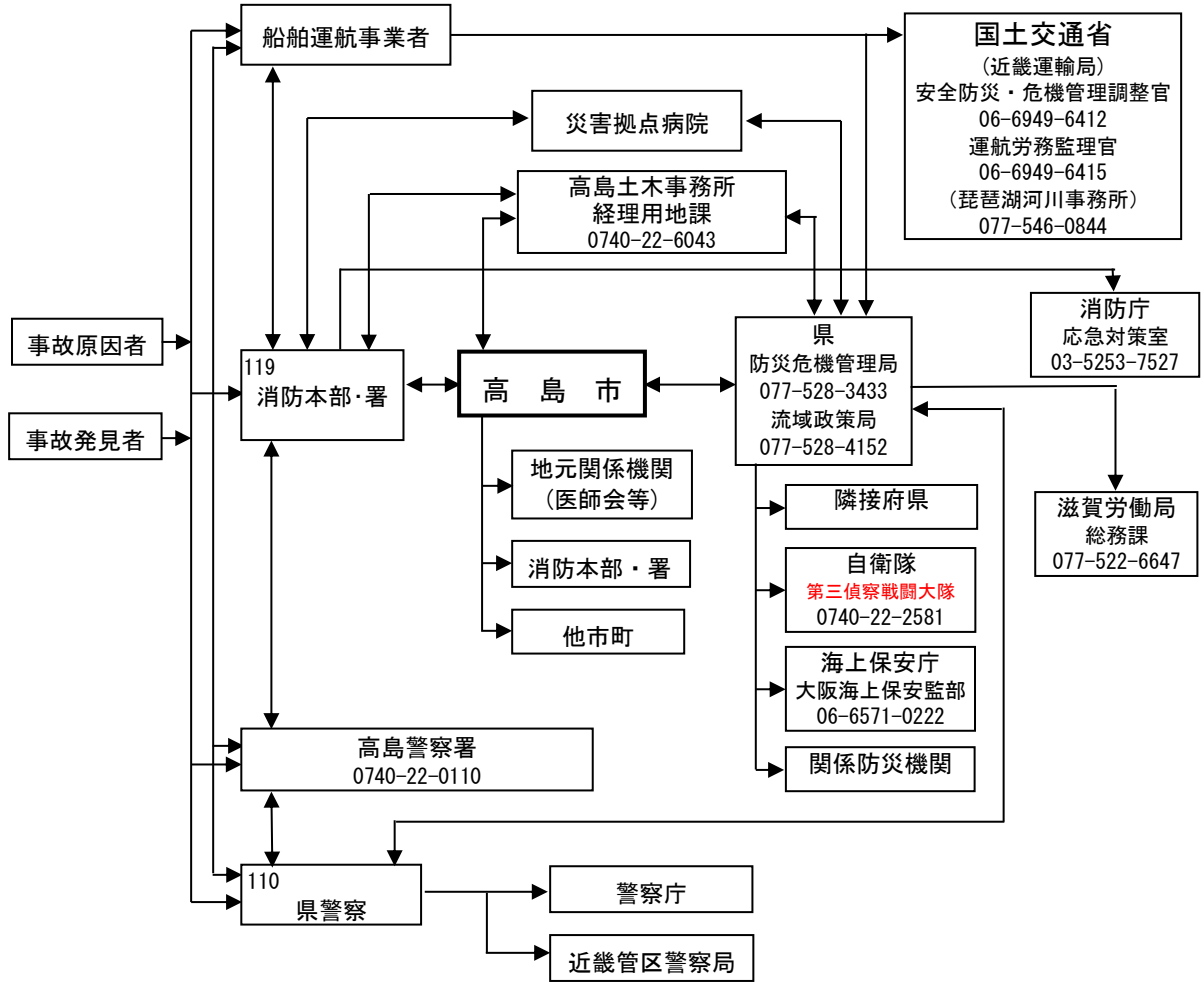 船舶運航事業者
国土交通省
(近畿運輸局)
安全防災・危機管理調整官
06-6949-6412
運航労務監理官
06-6949-6415
(琵琶湖河川事務所)
077-546-0844
災害拠点病院
高島土木事務所
経理用地課
0740-22-6043
消防庁
応急対策室
03-5253-7527
事故原因者
事故発見者
119
消防本部・署
高島市
県
防災危機管理局
077-528-3433
流域政策局
077-528-4152
地元関係機関
(医師会等)
消防本部・署
他市町
隣接府県
自衛隊
第三偵察戦闘大隊
0740-22-2581
海上保安庁
大阪海上保安監部
06-6571-0222
関係防災機関
滋賀労働局
総務課
077-522-6647
高島警察署
0740-22-0110
110
県警察
警察庁
近畿管区警察局